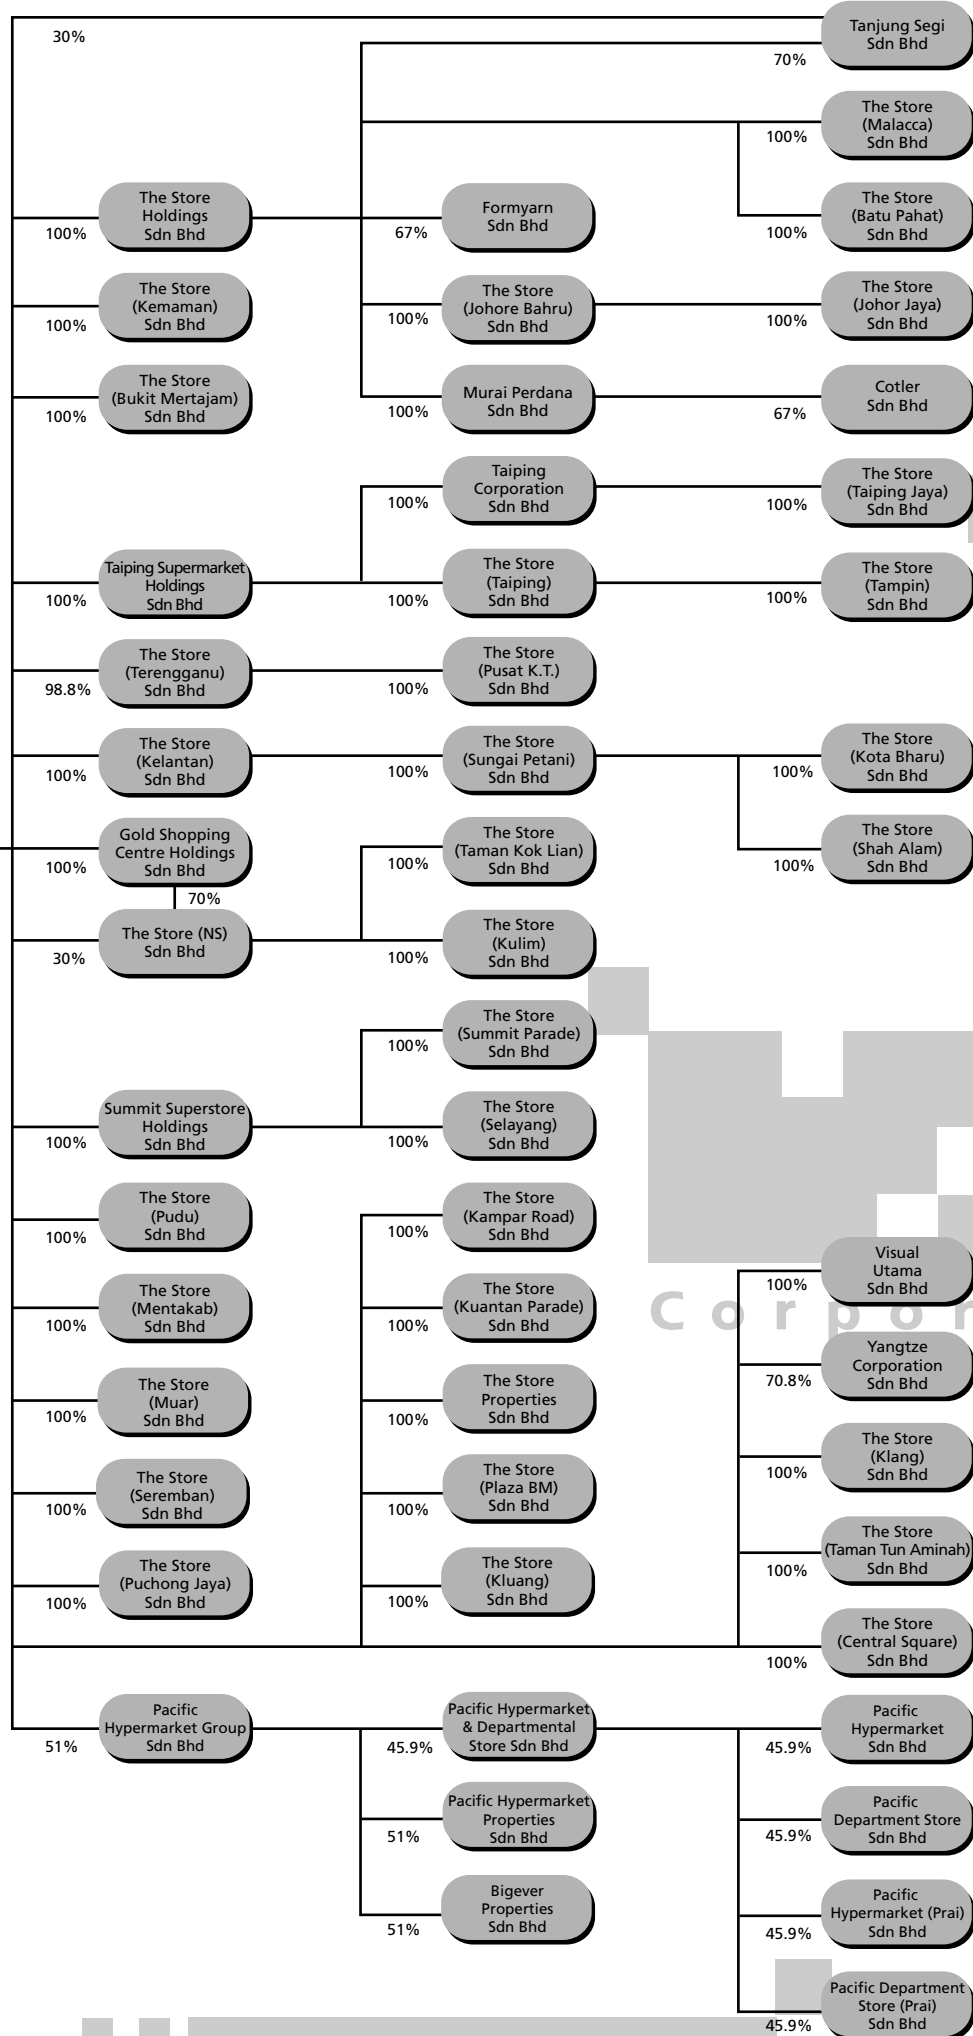 30%
Tanjung Segi
Sdn Bhd
70%
The Store
(Malacca)
Sdn Bhd
100%
The Store
Holdings
Sdn Bhd
100%
Formyarn
Sdn Bhd
67%
The Store
(Batu Pahat)
Sdn Bhd
100%
The Store
(Kemaman)
Sdn Bhd
100%
The Store
(Johore Bahru)
Sdn Bhd
100%
The Store
(Johor Jaya)
Sdn Bhd
100%
The Store
(Bukit Mertajam)
Sdn Bhd
100%
Murai Perdana
Sdn Bhd
100%
Cotler
Sdn Bhd
67%
Taiping
Corporation
Sdn Bhd
100%
The Store
(Taiping Jaya)
Sdn Bhd
100%
Taiping Supermarket
Holdings
Sdn Bhd
100%
The Store
(Taiping)
Sdn Bhd
100%
The Store
(Tampin)
Sdn Bhd
100%
The Store
(Terengganu)
Sdn Bhd
98.8%
The Store
(Pusat K.T.)
Sdn Bhd
100%
The Store
(Kelantan)
Sdn Bhd
100%
The Store
(Sungai Petani)
Sdn Bhd
100%
The Store
(Kota Bharu)
Sdn Bhd
100%
Gold Shopping
Centre Holdings
Sdn Bhd
100%
70%
The Store
(Taman Kok Lian)
Sdn Bhd
100%
The Store
(Shah Alam)
Sdn Bhd
100%
The Store (NS)
Sdn Bhd
30%
The Store
(Kulim)
Sdn Bhd
100%
The Store
(Summit Parade)
Sdn Bhd
100%
Summit Superstore
Holdings
Sdn Bhd
100%
The Store
(Selayang)
Sdn Bhd
100%
The Store
(Pudu)
Sdn Bhd
100%
The Store
(Kampar Road)
Sdn Bhd
100%
Visual
Utama
Sdn Bhd
100%
Corpor
The Store
(Mentakab)
Sdn Bhd
100%
The Store
(Kuantan Parade)
Sdn Bhd
100%
Yangtze
Corporation
Sdn Bhd
70.8%
The Store
(Muar)
Sdn Bhd
100%
The Store
Properties
Sdn Bhd
100%
The Store
(Klang)
Sdn Bhd
100%
The Store
(Seremban)
Sdn Bhd
100%
The Store
(Plaza BM)
Sdn Bhd
100%
The Store
(Taman Tun Aminah)
Sdn Bhd
100%
The Store
(Puchong Jaya)
Sdn Bhd
100%
The Store
(Kluang)
Sdn Bhd
100%
The Store
(Central Square)
Sdn Bhd
100%
Pacific
Hypermarket Group
Sdn Bhd
51%
Pacific Hypermarket
& Departmental
Store Sdn Bhd
45.9%
Pacific
Hypermarket
Sdn Bhd
45.9%
Pacific Hypermarket
Properties
Sdn Bhd
51%
Pacific
Department Store
Sdn Bhd
45.9%
Bigever
Properties
Sdn Bhd
51%
Pacific
Hypermarket (Prai)
Sdn Bhd
45.9%
Pacific Department
Store (Prai)
Sdn Bhd
45.9%